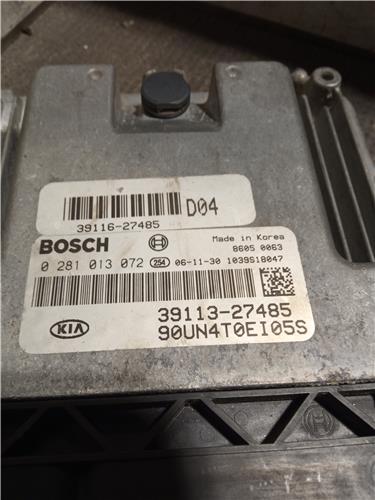 39116-27485 D04
BOSCH Made in Korea
8605 0063
0 281 013 072 254 06-11-30 1039S18047
KIA 39113-27485
90UN4T0EI05S